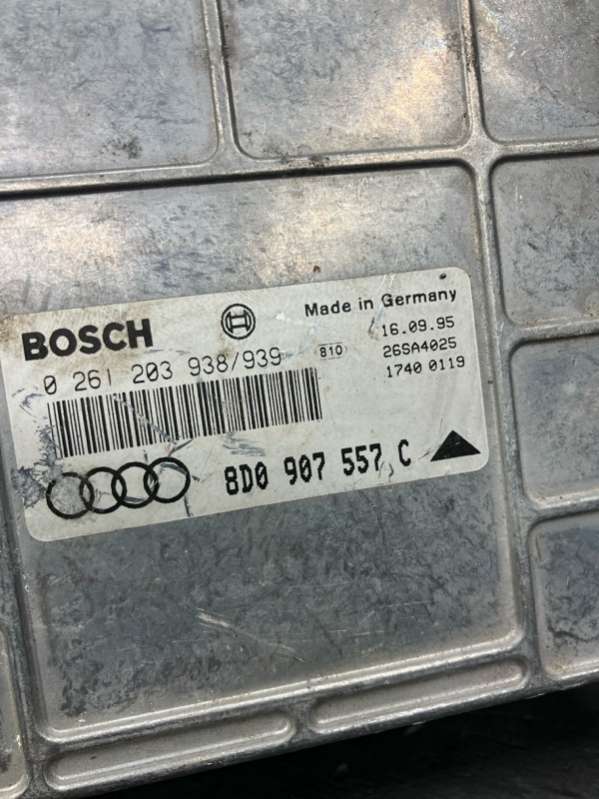 BOSCH
Made in Germany
0 261 203 938/939
810
16.09.95
26SA4025
1740 0119
8D0 907 557 C